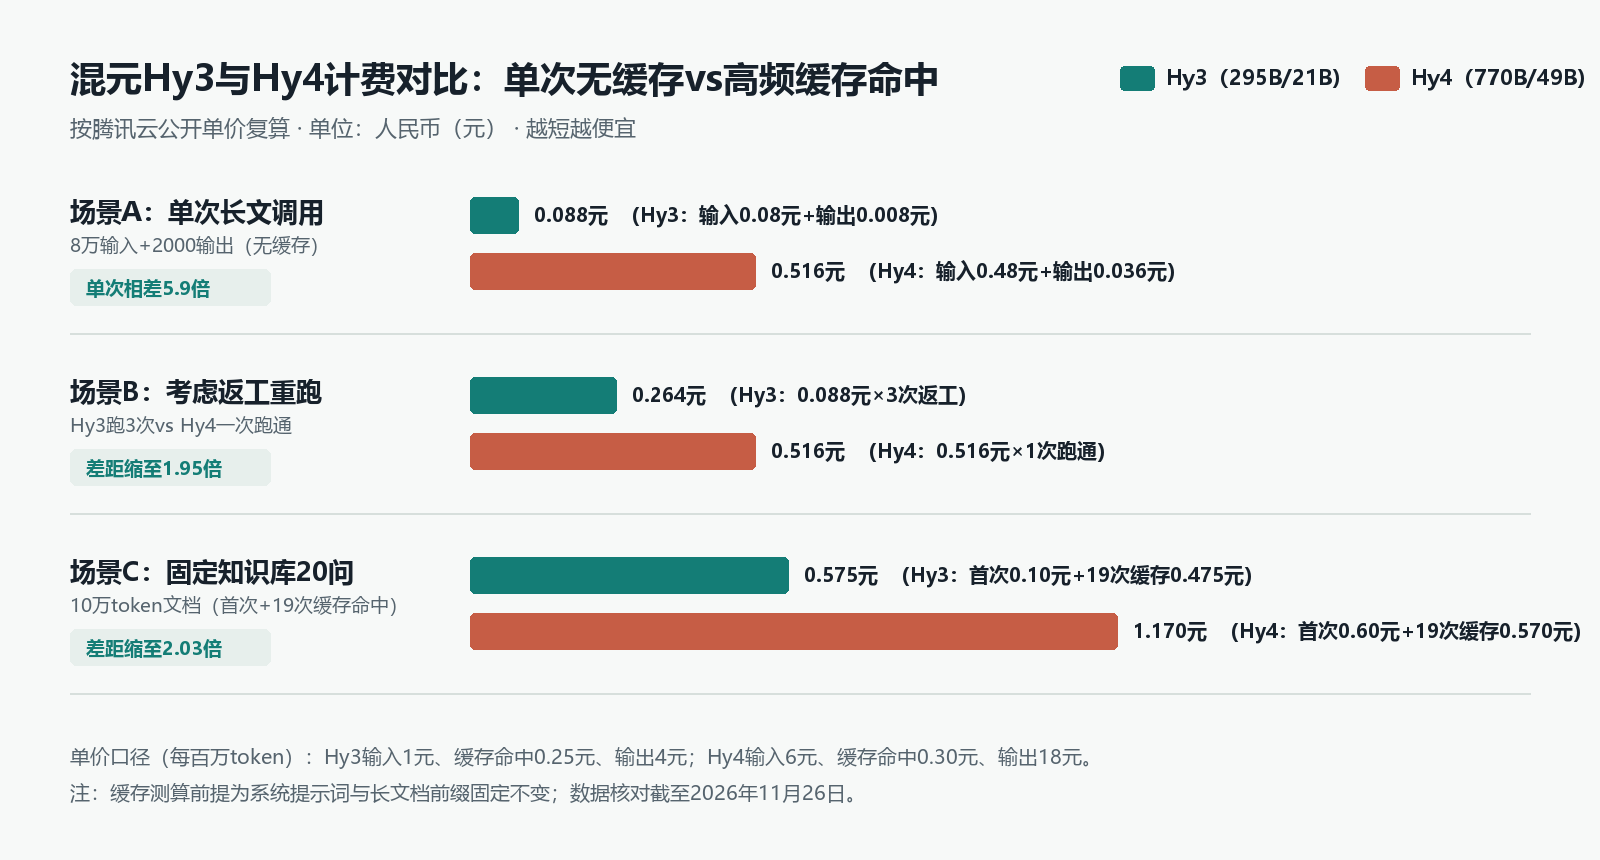 混元Hy3与Hy4计费对比：单次无缓存vs高频缓存命中
Hy3（295B/21B）
Hy4（770B/49B）
按腾讯云公开单价复算 · 单位：人民币（元） · 越短越便宜
场景A：单次长文调用
8万输入+2000输出（无缓存）
单次相差5.9倍
0.088元 （Hy3：输入0.08元+输出0.008元）
0.516元 （Hy4：输入0.48元+输出0.036元）
场景B：考虑返工重跑
Hy3跑3次vs Hy4一次跑通
差距缩至1.95倍
0.264元 （Hy3：0.088元×3次返工）
0.516元 （Hy4：0.516元×1次跑通）
场景C：固定知识库20问
10万token文档（首次+19次缓存命中）
差距缩至2.03倍
0.575元 （Hy3：首次0.10元+19次缓存0.475元）
1.170元 （Hy4：首次0.60元+19次缓存0.570元）
单价口径（每百万token）：Hy3输入1元、缓存命中0.25元、输出4元；Hy4输入6元、缓存命中0.30元、输出18元。
注：缓存测算前提为系统提示词与长文档前缀固定不变；数据核对截至2026年11月26日。